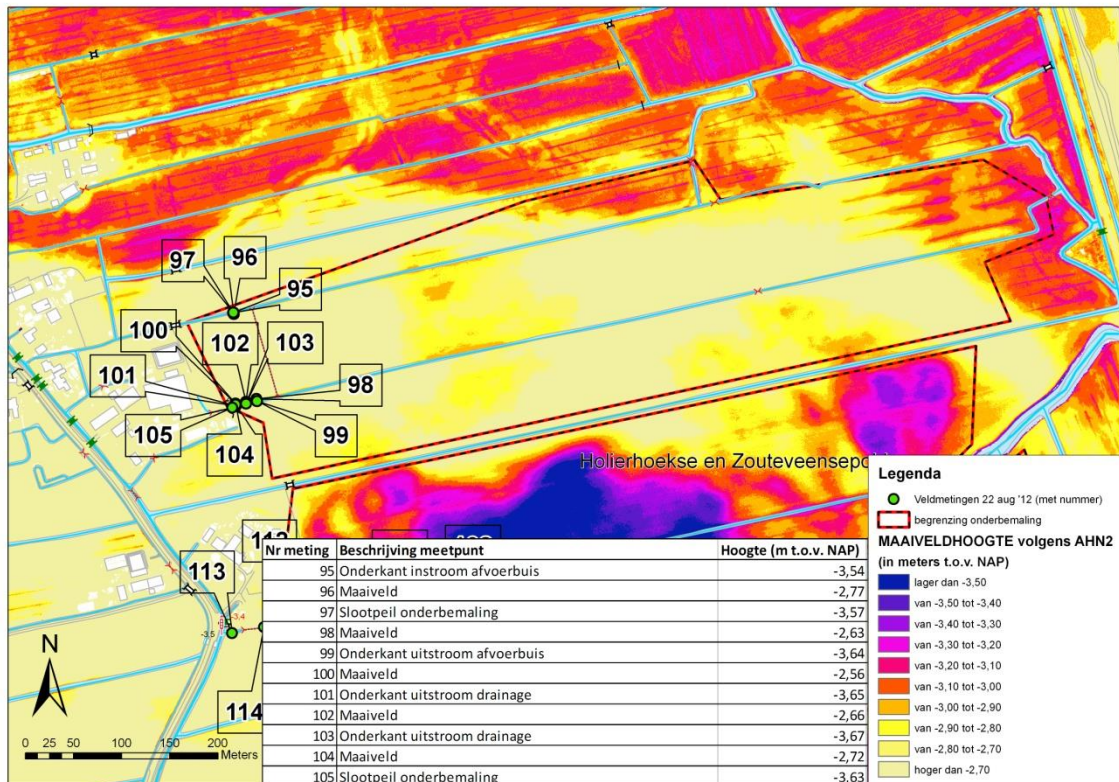 97
96
95
100
102
103
98
101
105
104
99
Holierhoekse en Zouteveensepol
113
-3,4
-3,5
114
N
0 25 50 100 150 200
Meters
Nr meting Beschrijving meetpunt Hoogte (m t.o.v. NAP)
95 Onderkant instroom afvoerbuis -3,54
96 Maaiveld -2,77
97 Slootpeil onderbemaling -3,57
98 Maaiveld -2,63
99 Onderkant uitstroom afvoerbuis -3,64
100 Maaiveld -2,56
101 Onderkant uitstroom drainage -3,65
102 Maaiveld -2,66
103 Onderkant uitstroom drainage -3,67
104 Maaiveld -2,72
105 Slootpeil onderbemaling -3,63
Legenda
Veldmetingen 22 aug '12 (met nummer)
begrenzing onderbemaling
MAAIVELDHOOGTE volgens AHN2
(in meters t.o.v. NAP)
lager dan -3,50
van -3,50 tot -3,40
van -3,40 tot -3,30
van -3,30 tot -3,20
van -3,20 tot -3,10
van -3,10 tot -3,00
van -3,00 tot -2,90
van -2,90 tot -2,80
van -2,80 tot -2,70
hoger dan -2,70